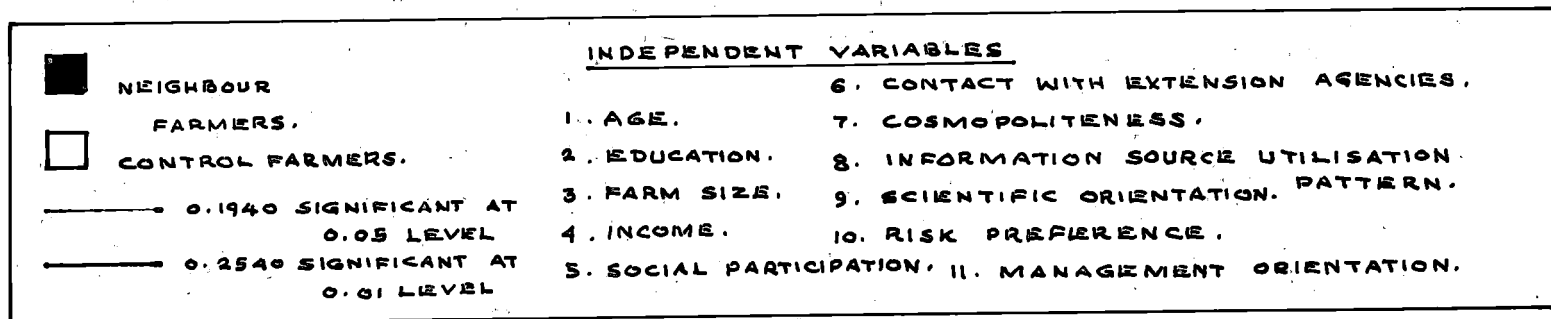 INDEPENDENT VARIABLES
NEIGHBOUR
FARMERS.
CONTROL FARMERS.
0.1940 SIGNIFICANT AT
0.05 LEVEL
0.2540 SIGNIFICANT AT
0.01 LEVEL
1. AGE.
2. EDUCATION.
3. FARM SIZE.
4. INCOME.
5. SOCIAL PARTICIPATION.
6. CONTACT WITH EXTENSION AGENCIES.
7. COSMOPOLITENESS.
8. INFORMATION SOURCE UTILISATION
PATTERN.
9. SCIENTIFIC ORIENTATION.
10. RISK PREFERENCE.
11. MANAGEMENT ORIENTATION.